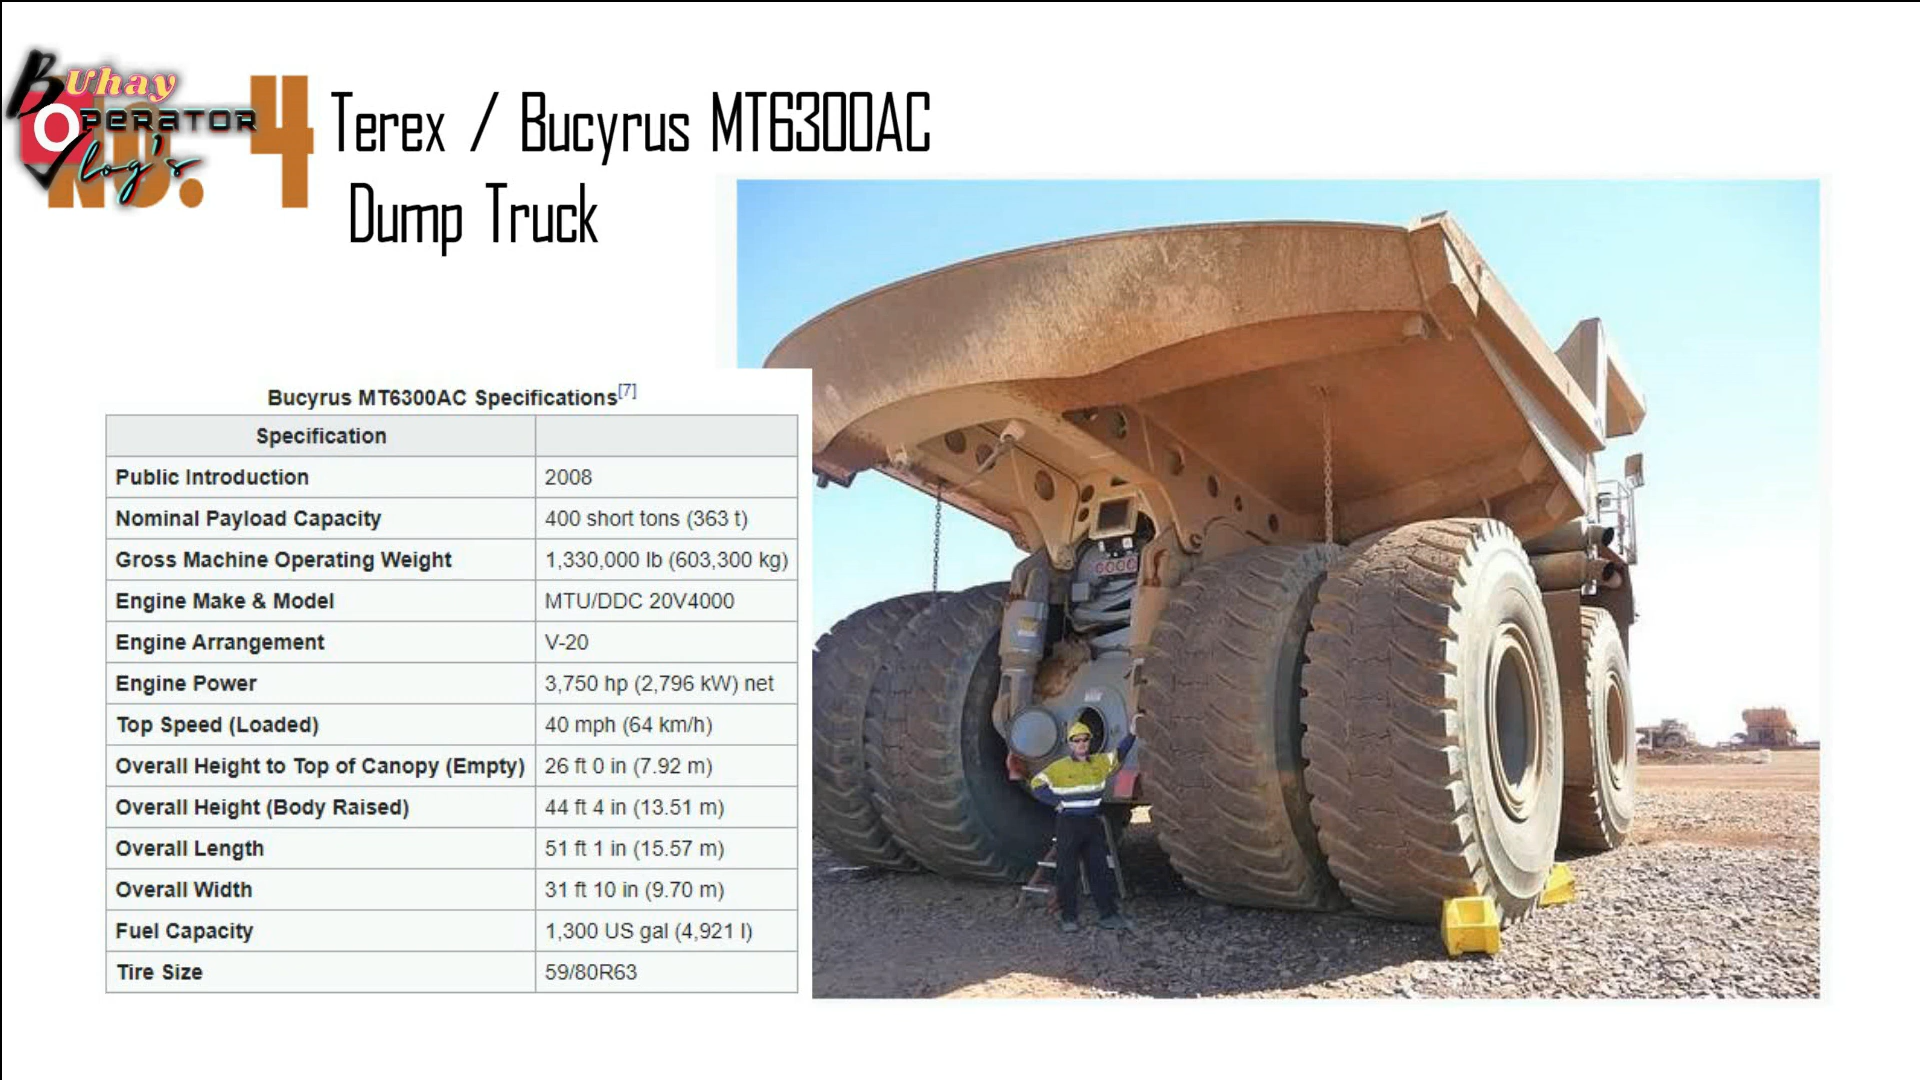 Buhay
OPERATOR
Vlog's
NO. 4
Terex / Bucyrus MT6300AC
Dump Truck
Bucyrus MT6300AC Specifications[7]
Specification
Public Introduction 2008
Nominal Payload Capacity 400 short tons (363 t)
Gross Machine Operating Weight 1,330,000 lb (603,300 kg)
Engine Make & Model MTU/DDC 20V4000
Engine Arrangement V-20
Engine Power 3,750 hp (2,796 kW) net
Top Speed (Loaded) 40 mph (64 km/h)
Overall Height to Top of Canopy (Empty) 26 ft 0 in (7.92 m)
Overall Height (Body Raised) 44 ft 4 in (13.51 m)
Overall Length 51 ft 1 in (15.57 m)
Overall Width 31 ft 10 in (9.70 m)
Fuel Capacity 1,300 US gal (4,921 l)
Tire Size 59/80R63